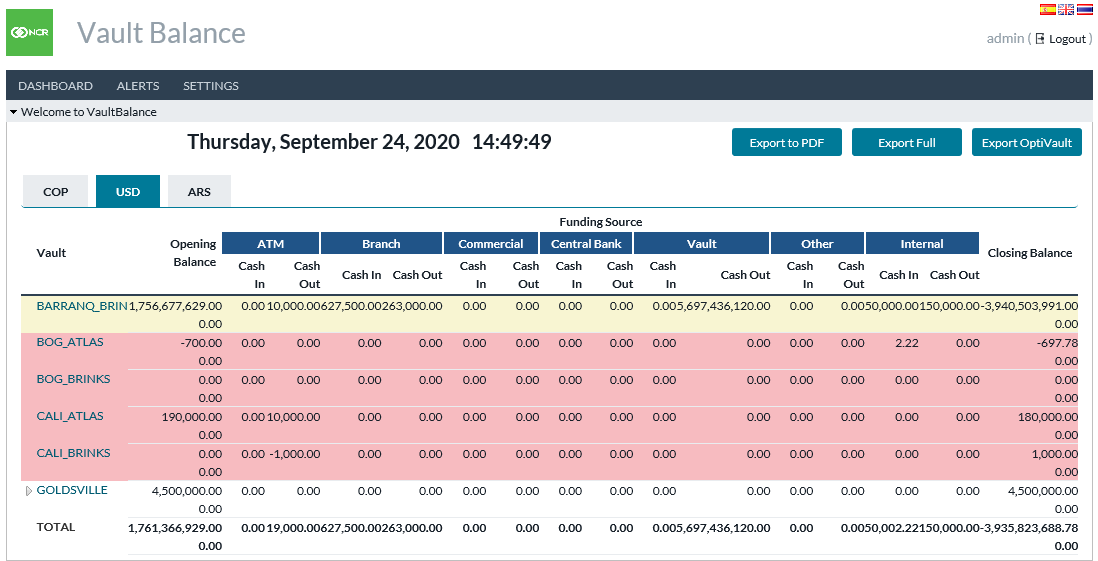 NCR Vault Balance
admin ( Logout )
DASHBOARD ALERTS SETTINGS
Welcome to VaultBalance
Thursday, September 24, 2020 14:49:49 Export to PDF Export Full Export OptiVault
COP USD ARS
Funding Source
Vault Opening Balance ATM Branch Commercial Central Bank Vault Other Internal Closing Balance
Cash In Cash Out Cash In Cash Out Cash In Cash Out Cash In Cash Out Cash In Cash Out Cash In Cash Out Cash In Cash Out
BARRANQ_BRIN 1,756,677,629.00 0.00 10,000.00 627,500.00 263,000.00 0.00 0.00 0.00 0.00 0.00 5,697,436,120.00 0.00 0.00 50,000.00 150,000.00 -3,940,503,991.00
0.00 0.00
BOG_ATLAS -700.00 0.00 0.00 0.00 0.00 0.00 0.00 0.00 0.00 0.00 0.00 0.00 0.00 2.22 0.00 -697.78
0.00 0.00
BOG_BRINKS 0.00 0.00 0.00 0.00 0.00 0.00 0.00 0.00 0.00 0.00 0.00 0.00 0.00 0.00 0.00 0.00
0.00 0.00
CALI_ATLAS 190,000.00 0.00 10,000.00 0.00 0.00 0.00 0.00 0.00 0.00 0.00 0.00 0.00 0.00 0.00 0.00 180,000.00
0.00 0.00
CALI_BRINKS 0.00 0.00 -1,000.00 0.00 0.00 0.00 0.00 0.00 0.00 0.00 0.00 0.00 0.00 0.00 0.00 1,000.00
0.00 0.00
GOLDSVILLE 4,500,000.00 0.00 0.00 0.00 0.00 0.00 0.00 0.00 0.00 0.00 0.00 0.00 0.00 0.00 0.00 4,500,000.00
0.00 0.00
TOTAL 1,761,366,929.00 0.00 19,000.00 627,500.00 263,000.00 0.00 0.00 0.00 0.00 0.00 5,697,436,120.00 0.00 0.00 50,002.22 150,000.00 -3,935,823,688.78
0.00 0.00